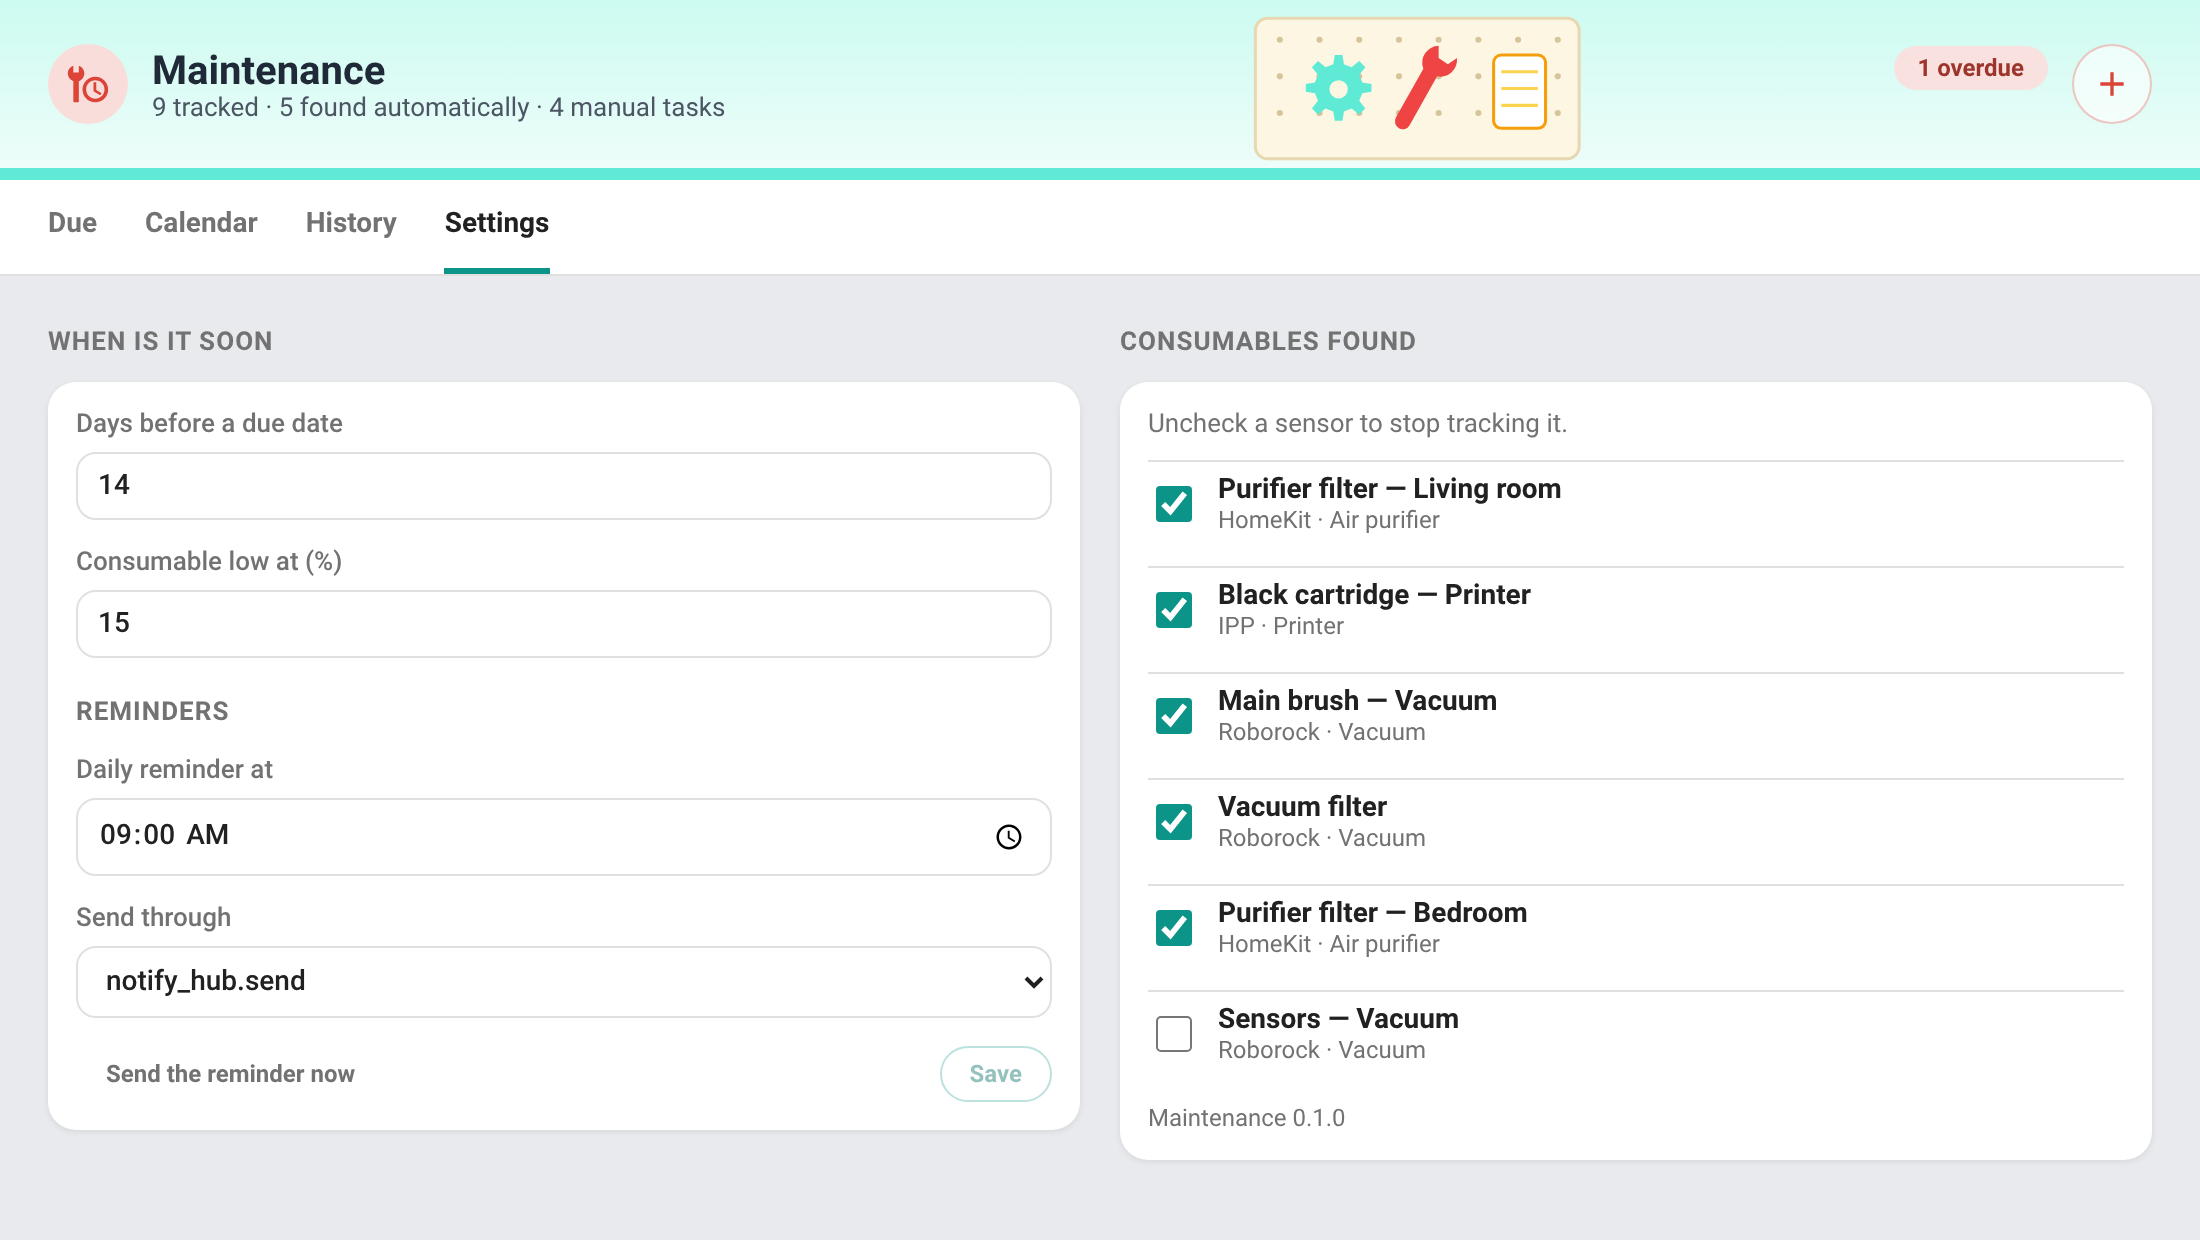 Maintenance
9 tracked · 5 found automatically · 4 manual tasks
1 overdue
Due
Calendar
History
Settings
WHEN IS IT SOON
Days before a due date
14
Consumable low at (%)
15
REMINDERS
Daily reminder at
09:00 AM
Send through
notify_hub.send
Send the reminder now
Save
CONSUMABLES FOUND
Uncheck a sensor to stop tracking it.
Purifier filter — Living room
HomeKit · Air purifier
Black cartridge — Printer
IPP · Printer
Main brush — Vacuum
Roborock · Vacuum
Vacuum filter
Roborock · Vacuum
Purifier filter — Bedroom
HomeKit · Air purifier
Sensors — Vacuum
Roborock · Vacuum
Maintenance 0.1.0